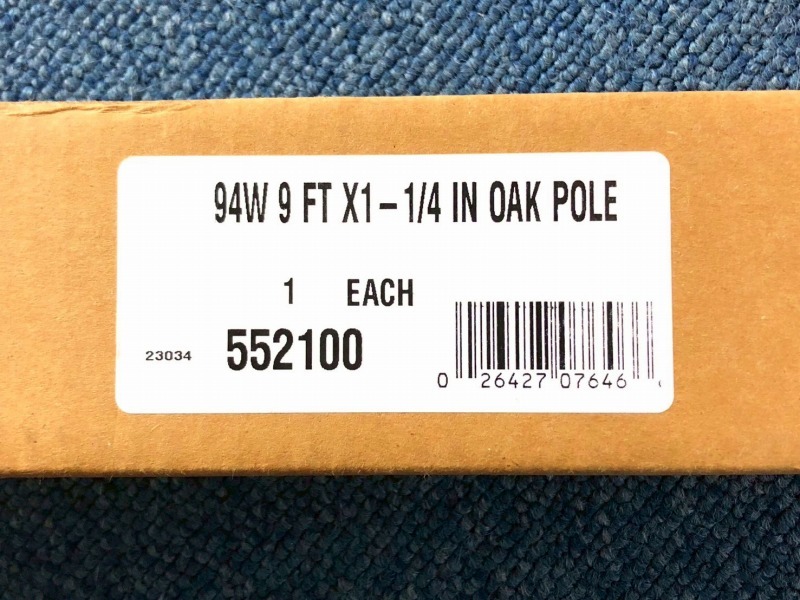 94W 9 FT X1-1/4 IN OAK POLE
1 EACH
23034 552100
0 26427 07646